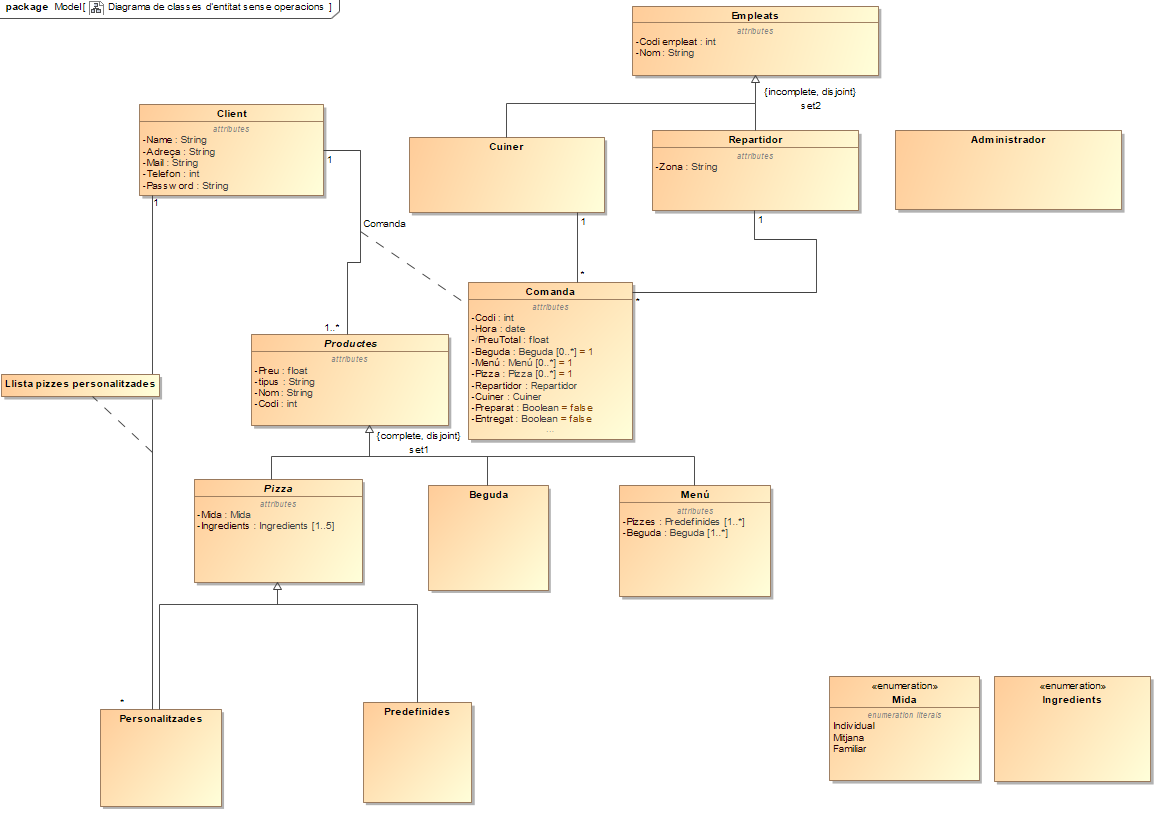 package Model[ Diagrama de classes d'entitat sense operacions ]
Empleats
attributes
-Codi empleat : int
-Nom : String
{incomplete, disjoint}
set2
Client
attributes
-Name : String
-Adreça : String
-Mail : String
-Telefon : int
-Password : String
1
1
Cuiner
1
*
Repartidor
attributes
-Zona : String
1
*
Administrador
Comanda
Comanda
attributes
-Codi : int
-Hora : date
-/PreuTotal : float
-Beguda : Beguda [0..*] = 1
-Menú : Menú [0..*] = 1
-Pizza : Pizza [0..*] = 1
-Repartidor : Repartidor
-Cuiner : Cuiner
-Preparat : Boolean = false
-Entregat : Boolean = false
...
1..*
Productes
attributes
-Preu : float
-tipus : String
-Nom : String
-Codi : int
{complete, disjoint}
set1
Llista pizzes personalitzades
Pizza
attributes
-Mida : Mida
-Ingredients : Ingredients [1..5]
Beguda
Menú
attributes
-Pizzes : Predefinides [1..*]
-Beguda : Beguda [1..*]
*
Personalitzades
Predefinides
«enumeration»
Mida
enumeration literals
Individual
Mitjana
Familiar
«enumeration»
Ingredients